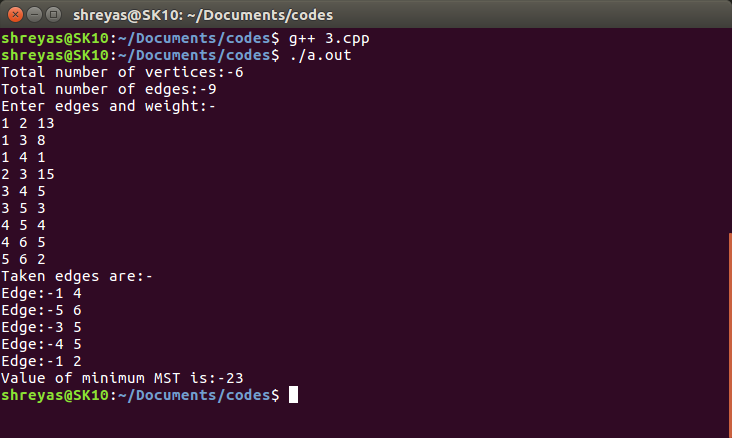 shreyas@SK10: ~/Documents/codes
shreyas@SK10:~/Documents/codes$ g++ 3.cpp
shreyas@SK10:~/Documents/codes$ ./a.out
Total number of vertices:-6
Total number of edges:-9
Enter edges and weight:-
1 2 13
1 3 8
1 4 1
2 3 15
3 4 5
3 5 3
4 5 4
4 6 5
5 6 2
Taken edges are:-
Edge:-1 4
Edge:-5 6
Edge:-3 5
Edge:-4 5
Edge:-1 2
Value of minimum MST is:-23
shreyas@SK10:~/Documents/codes$